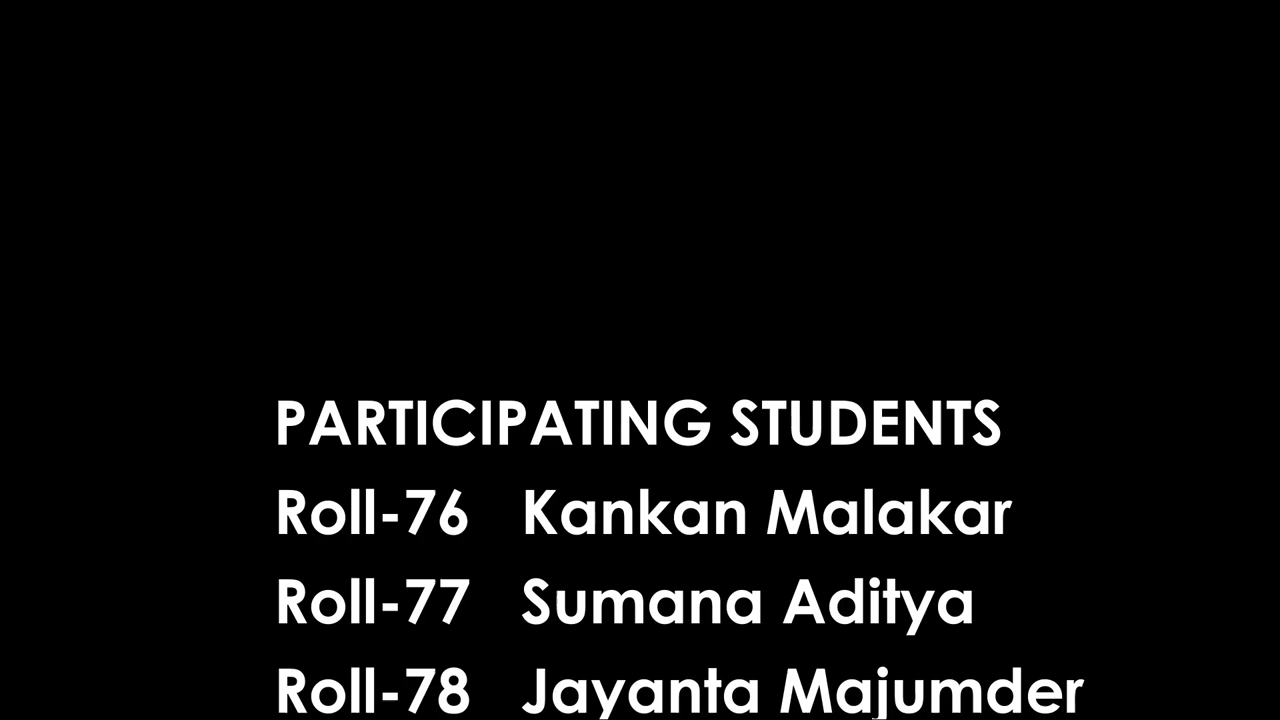 PARTICIPATING STUDENTS
Roll-76 Kankan Malakar
Roll-77 Sumana Aditya
Roll-78 Jayanta Majumder